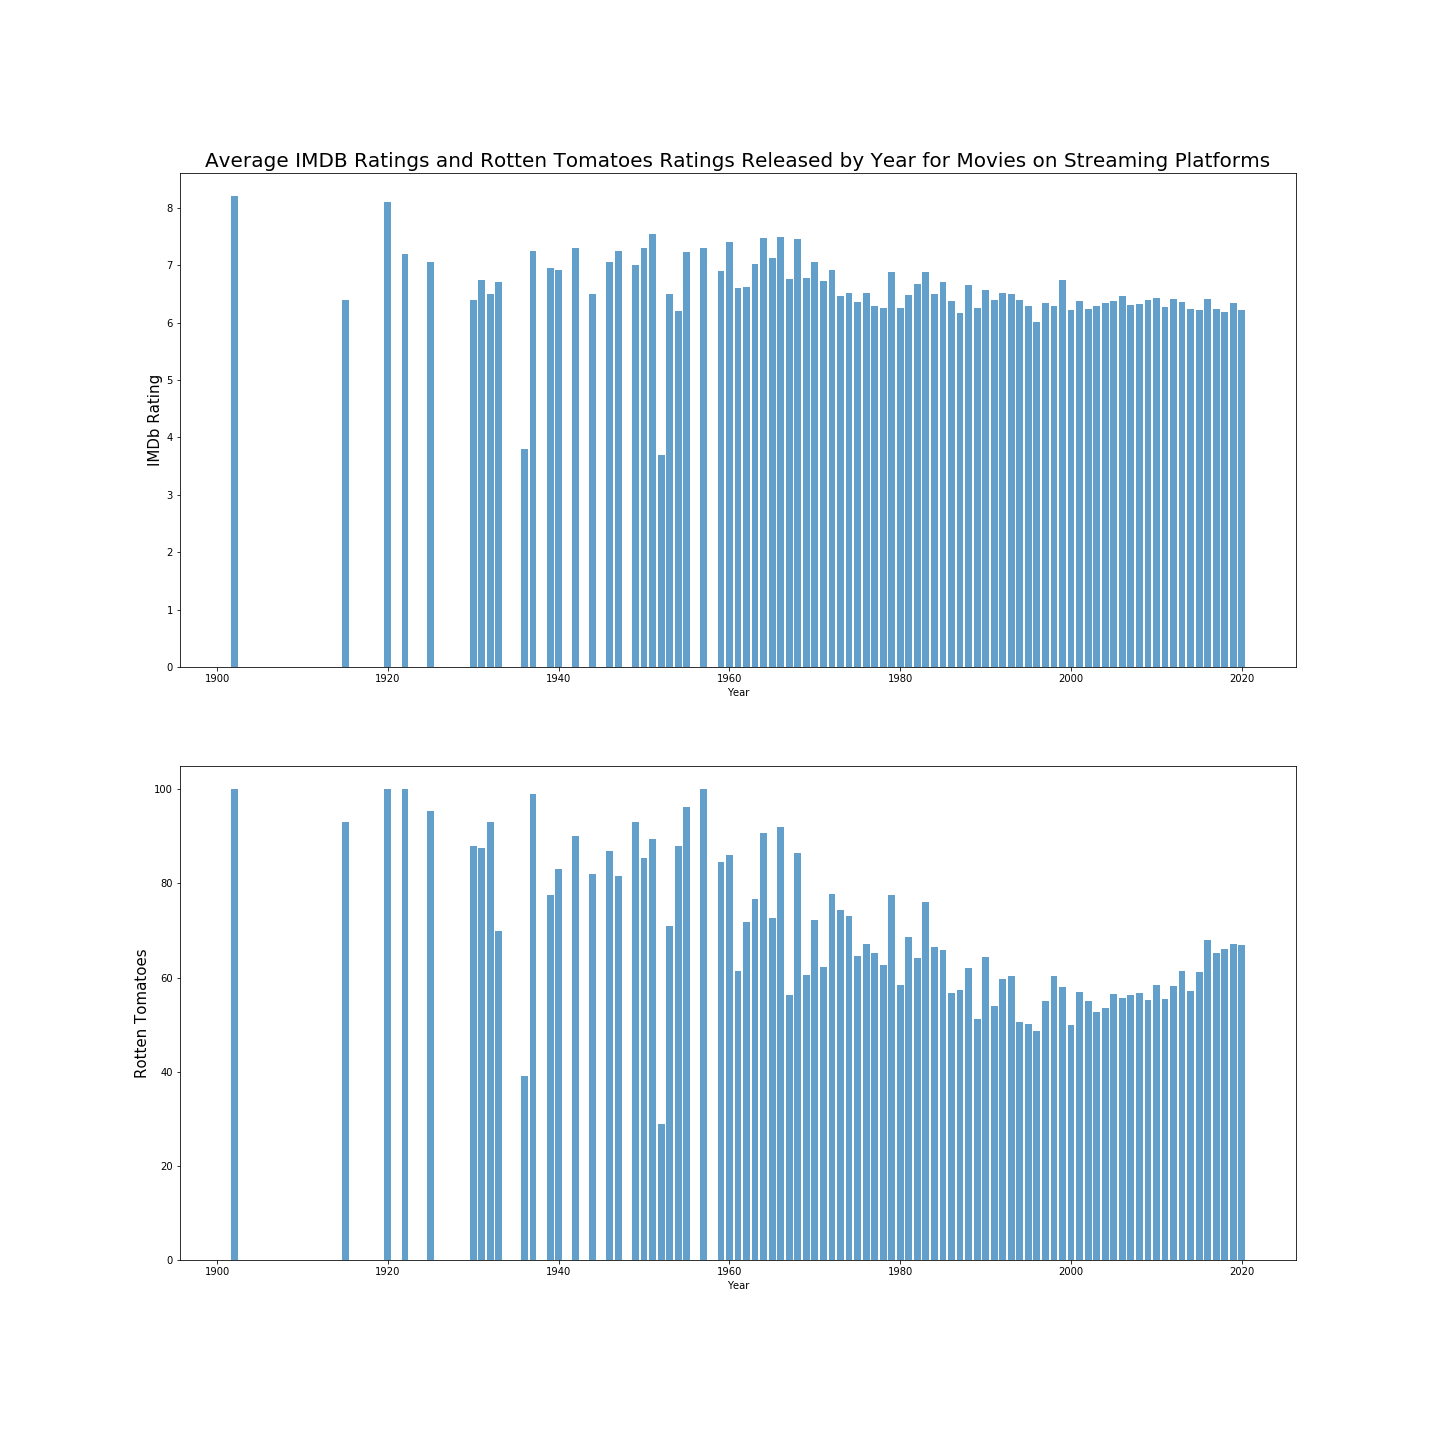 Average IMDB Ratings and Rotten Tomatoes Ratings Released by Year for Movies on Streaming Platforms
8
7
6
5
4
3
2
1
0
IMDb Rating
1900 1920 1940 1960 1980 2000 2020
Year
100
80
60
40
20
0
Rotten Tomatoes
1900 1920 1940 1960 1980 2000 2020
Year